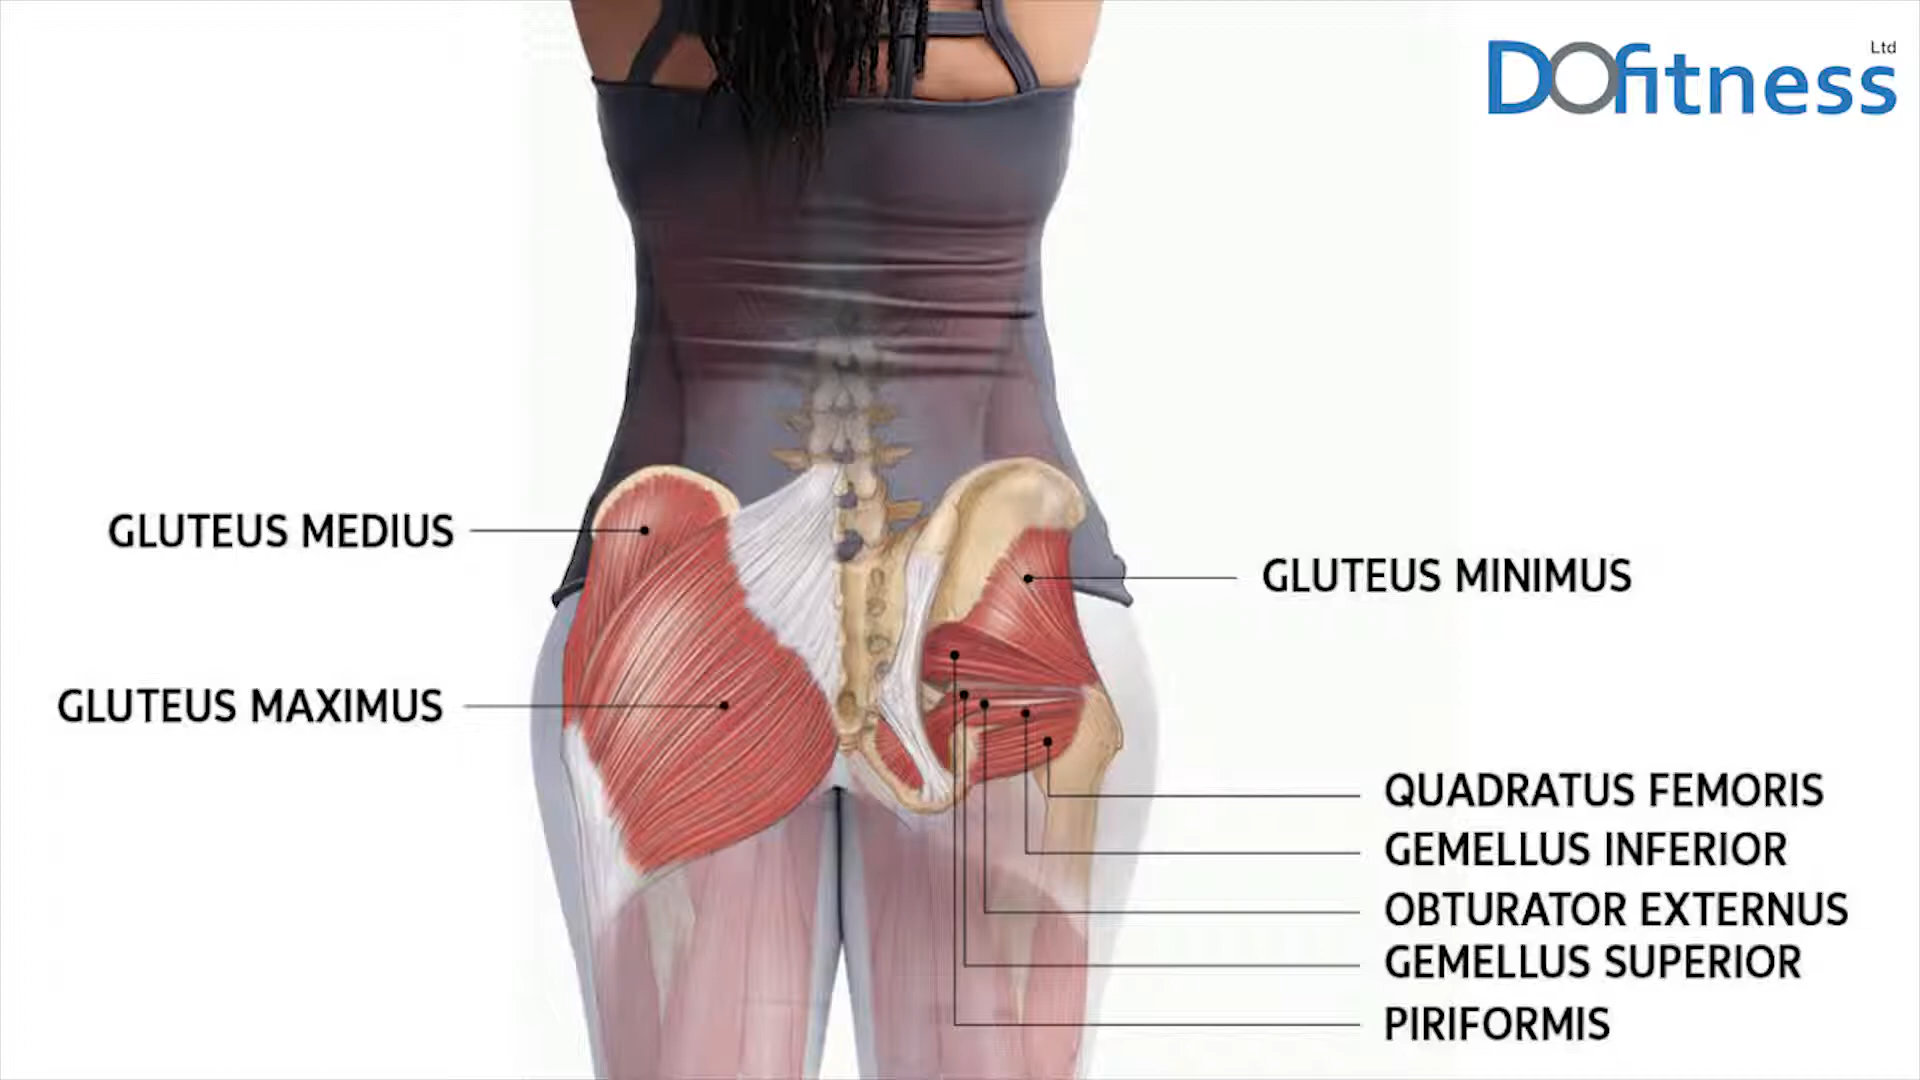 DOfitness Ltd
GLUTEUS MEDIUS
GLUTEUS MINIMUS
GLUTEUS MAXIMUS
QUADRATUS FEMORIS
GEMELLUS INFERIOR
OBTURATOR EXTERNUS
GEMELLUS SUPERIOR
PIRIFORMIS